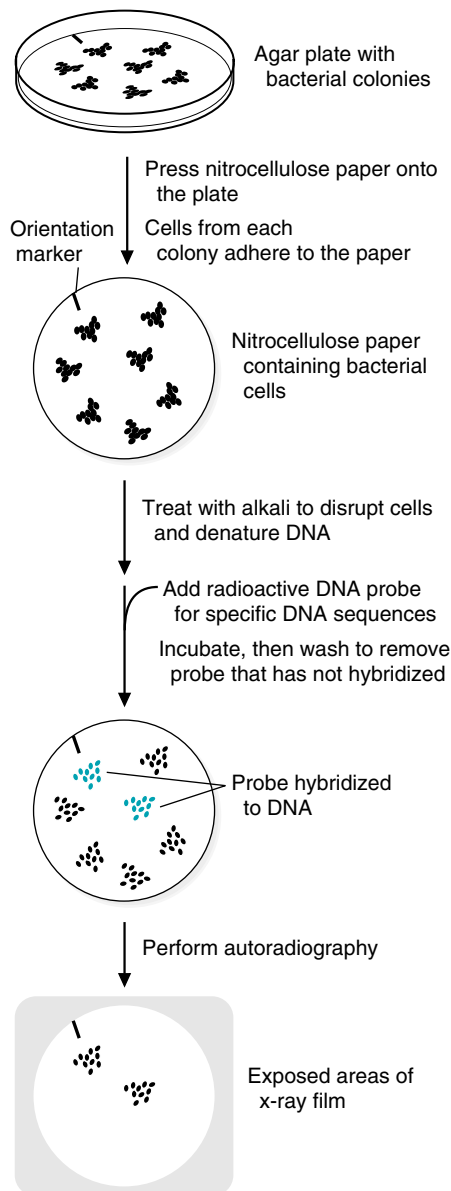 Agar plate with
bacterial colonies
Press nitrocellulose paper onto
the plate
Orientation
marker
Cells from each
colony adhere to the paper
Nitrocellulose paper
containing bacterial
cells
Treat with alkali to disrupt cells
and denature DNA
Add radioactive DNA probe
for specific DNA sequences
Incubate, then wash to remove
probe that has not hybridized
Probe hybridized
to DNA
Perform autoradiography
Exposed areas of
x-ray film